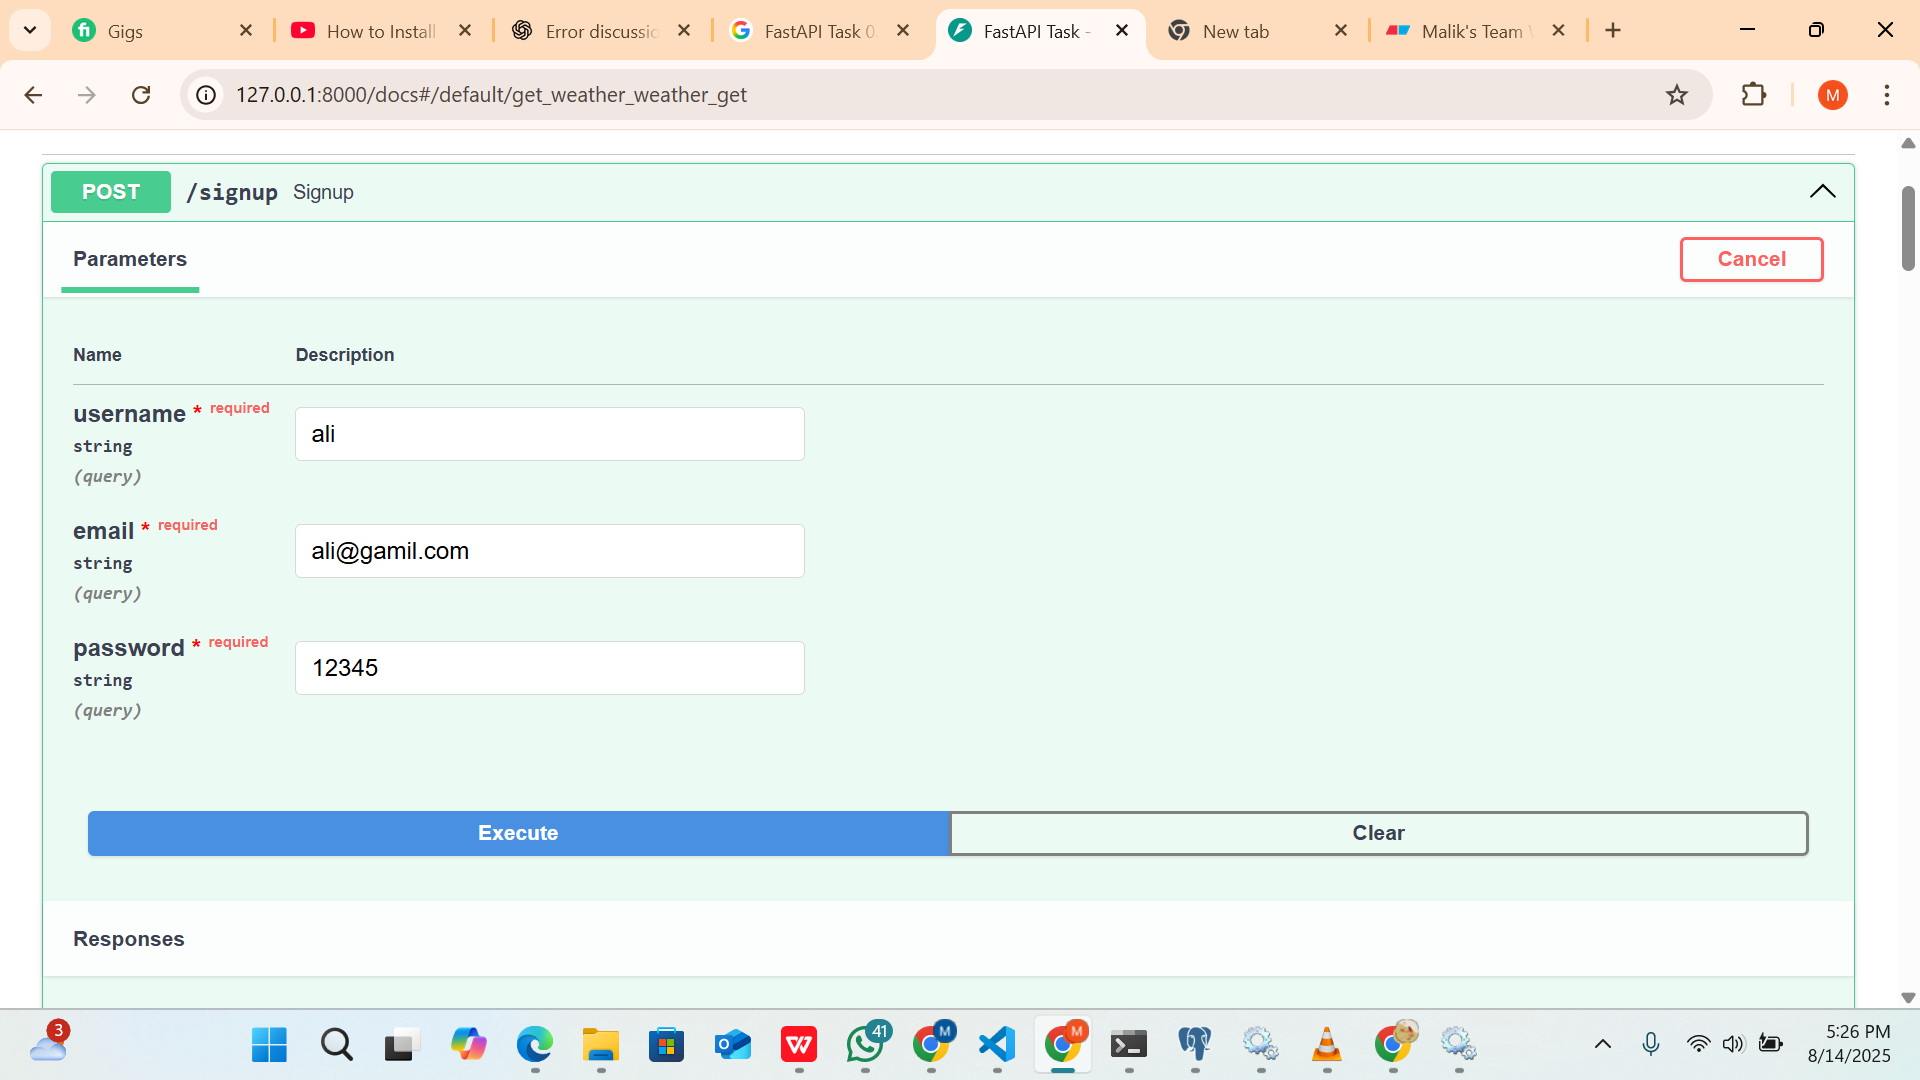 Gigs
How to Install
Error discussio
FastAPI Task 0
FastAPI Task -
New tab
Malik's Team
127.0.0.1:8000/docs#/default/get_weather_weather_get
M
POST /signup Signup
Parameters
Cancel
Name Description
username * required
string
(query)
ali
email * required
string
(query)
ali@gamil.com
password * required
string
(query)
12345
Execute
Clear
Responses
3
41
M
M
5:26 PM
8/14/2025